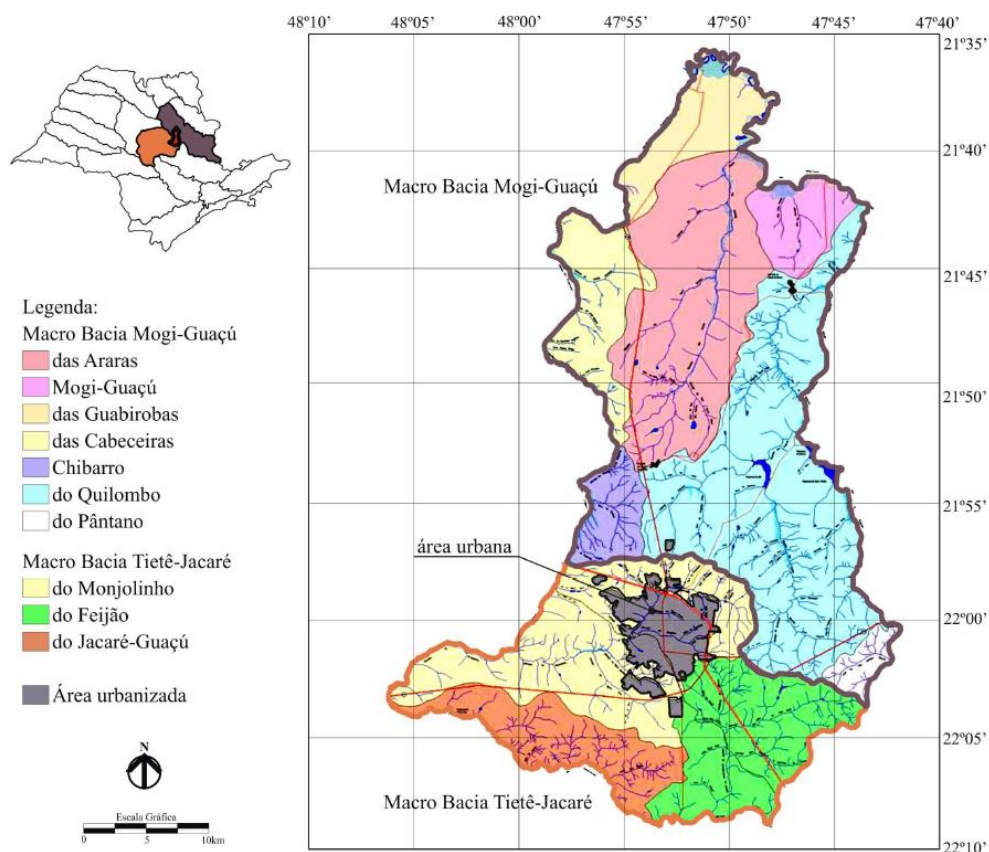 48º10' 48º05' 48º00' 47º55' 47º50' 47º45' 47º40'
21º35'
21º40'
Macro Bacia Mogi-Guaçú
21º45'
Legenda:
Macro Bacia Mogi-Guaçú
das Araras
Mogi-Guaçú
das Guabirobas
das Cabeceiras
Chibarro
do Quilombo
do Pântano
21º50'
21º55'
área urbana
Macro Bacia Tietê-Jacaré
do Monjolinho
do Feijão
do Jacaré-Guaçú
Área urbanizada
22º00'
22º05'
Macro Bacia Tietê-Jacaré
22º10'
N
Escala Gráfica
0 5 10km